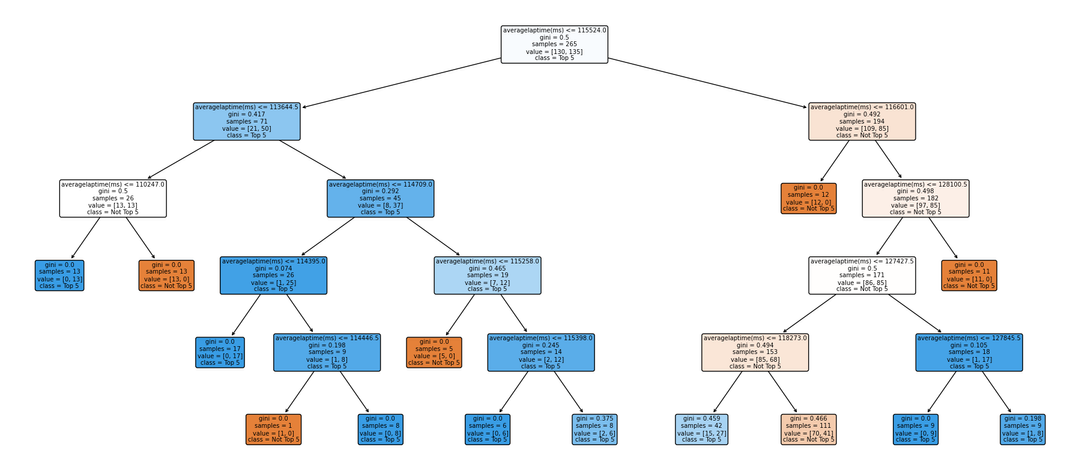 averagelaptime(ms) <= 115524.0
gini = 0.5
samples = 265
value = [130, 135]
class = Top 5
averagelaptime(ms) <= 113644.5
gini = 0.417
samples = 71
value = [21, 50]
class = Top 5
averagelaptime(ms) <= 116601.0
gini = 0.492
samples = 194
value = [109, 85]
class = Not Top 5
averagelaptime(ms) <= 110247.0
gini = 0.5
samples = 26
value = [13, 13]
class = Not Top 5
averagelaptime(ms) <= 114709.0
gini = 0.292
samples = 45
value = [8, 37]
class = Top 5
gini = 0.0
samples = 12
value = [12, 0]
class = Not Top 5
averagelaptime(ms) <= 128100.5
gini = 0.498
samples = 182
value = [97, 85]
class = Not Top 5
gini = 0.0
samples = 13
value = [0, 13]
class = Top 5
gini = 0.0
samples = 13
value = [13, 0]
class = Not Top 5
averagelaptime(ms) <= 114395.0
gini = 0.074
samples = 26
value = [1, 25]
class = Top 5
averagelaptime(ms) <= 115258.0
gini = 0.465
samples = 19
value = [7, 12]
class = Top 5
averagelaptime(ms) <= 127427.5
gini = 0.5
samples = 171
value = [86, 85]
class = Not Top 5
gini = 0.0
samples = 11
value = [11, 0]
class = Not Top 5
gini = 0.0
samples = 17
value = [0, 17]
class = Top 5
averagelaptime(ms) <= 114446.5
gini = 0.198
samples = 9
value = [1, 8]
class = Top 5
gini = 0.0
samples = 5
value = [5, 0]
class = Not Top 5
averagelaptime(ms) <= 115398.0
gini = 0.245
samples = 14
value = [2, 12]
class = Top 5
averagelaptime(ms) <= 118273.0
gini = 0.494
samples = 153
value = [85, 68]
class = Not Top 5
averagelaptime(ms) <= 127845.5
gini = 0.105
samples = 18
value = [1, 17]
class = Top 5
gini = 0.0
samples = 1
value = [1, 0]
class = Not Top 5
gini = 0.0
samples = 8
value = [0, 8]
class = Top 5
gini = 0.0
samples = 6
value = [0, 6]
class = Top 5
gini = 0.375
samples = 8
value = [2, 6]
class = Top 5
gini = 0.459
samples = 42
value = [15, 27]
class = Top 5
gini = 0.466
samples = 111
value = [70, 41]
class = Not Top 5
gini = 0.0
samples = 9
value = [0, 9]
class = Top 5
gini = 0.198
samples = 9
value = [1, 8]
class = Top 5